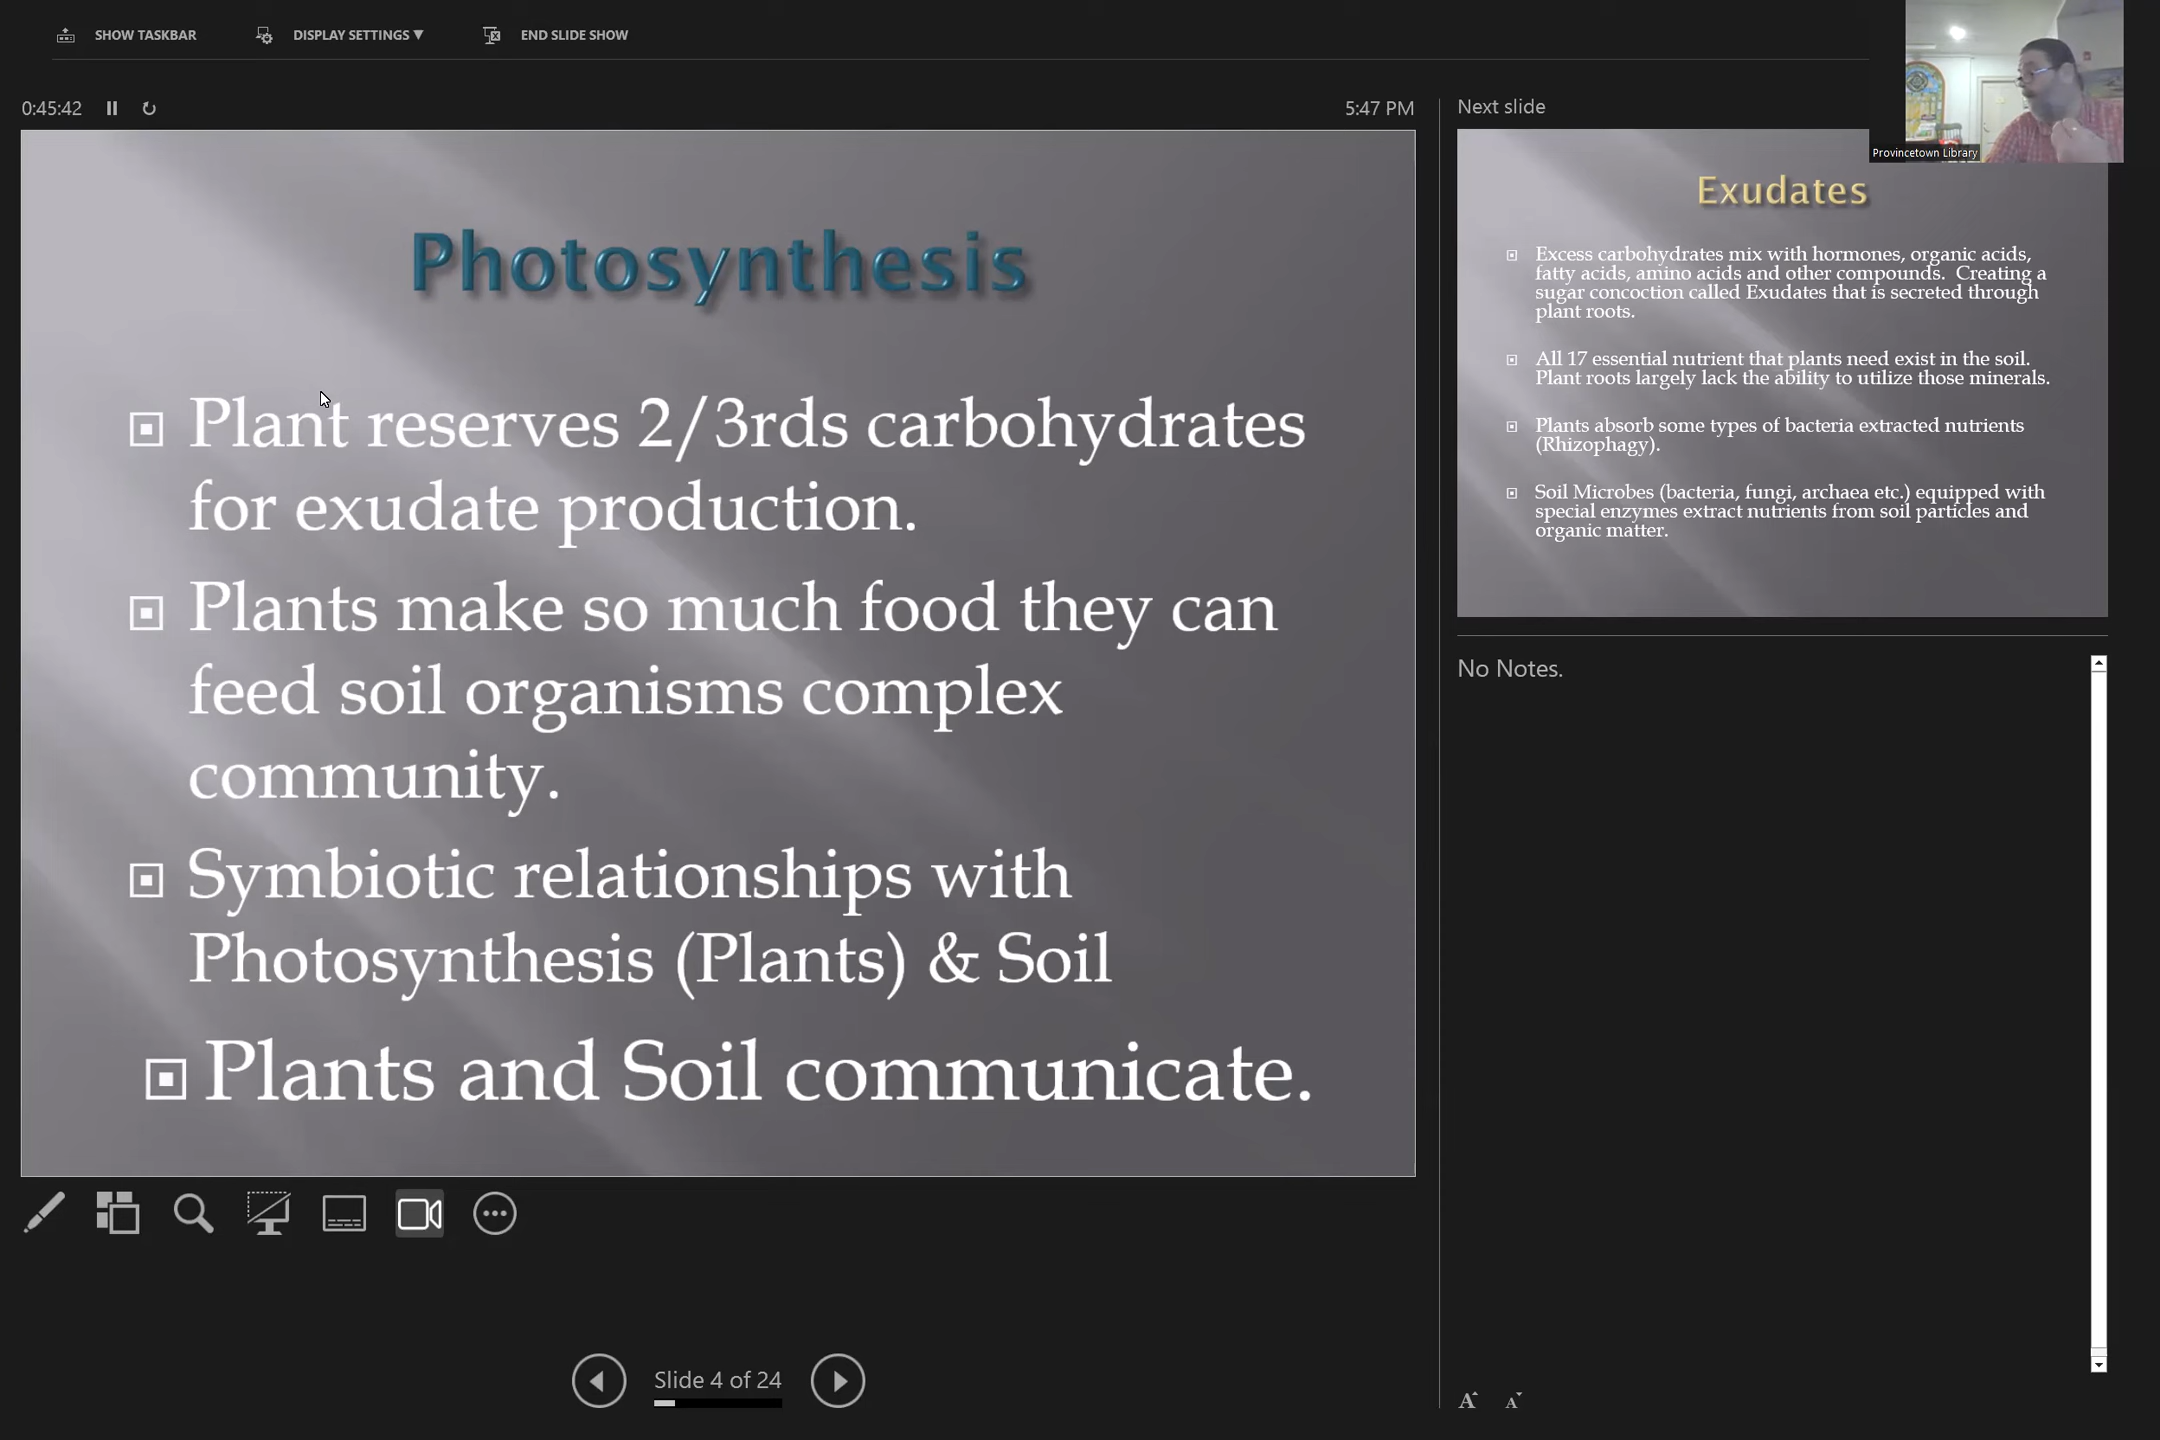 SHOW TASKBAR
DISPLAY SETTINGS ▼
END SLIDE SHOW
0:45:42
5:47 PM
Photosynthesis
Plant reserves 2/3rds carbohydrates
for exudate production.
Plants make so much food they can
feed soil organisms complex
community.
Symbiotic relationships with
Photosynthesis (Plants) & Soil
Plants and Soil communicate.
Slide 4 of 24
Next slide
Provincetown Library
Exudates
Excess carbohydrates mix with hormones, organic acids,
fatty acids, amino acids and other compounds.  Creating a
sugar concoction called Exudates that is secreted through
plant roots.
All 17 essential nutrient that plants need exist in the soil.
Plant roots largely lack the ability to utilize those minerals.
Plants absorb some types of bacteria extracted nutrients
(Rhizophagy).
Soil Microbes (bacteria, fungi, archaea etc.) equipped with
special enzymes extract nutrients from soil particles and
organic matter.
No Notes.
A A